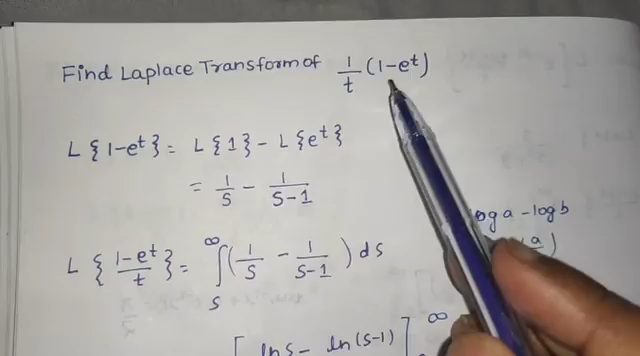 Find Laplace Transform of 1/t (1-e^t)
L{1-e^t} = L{1} - L{e^t}
= 1/S - 1/(S-1)
log a - log b
L{(1-e^t)/t} = ∫_S^∞ (1/S - 1/(S-1)) ds
[ln S - ln(S-1)]^∞